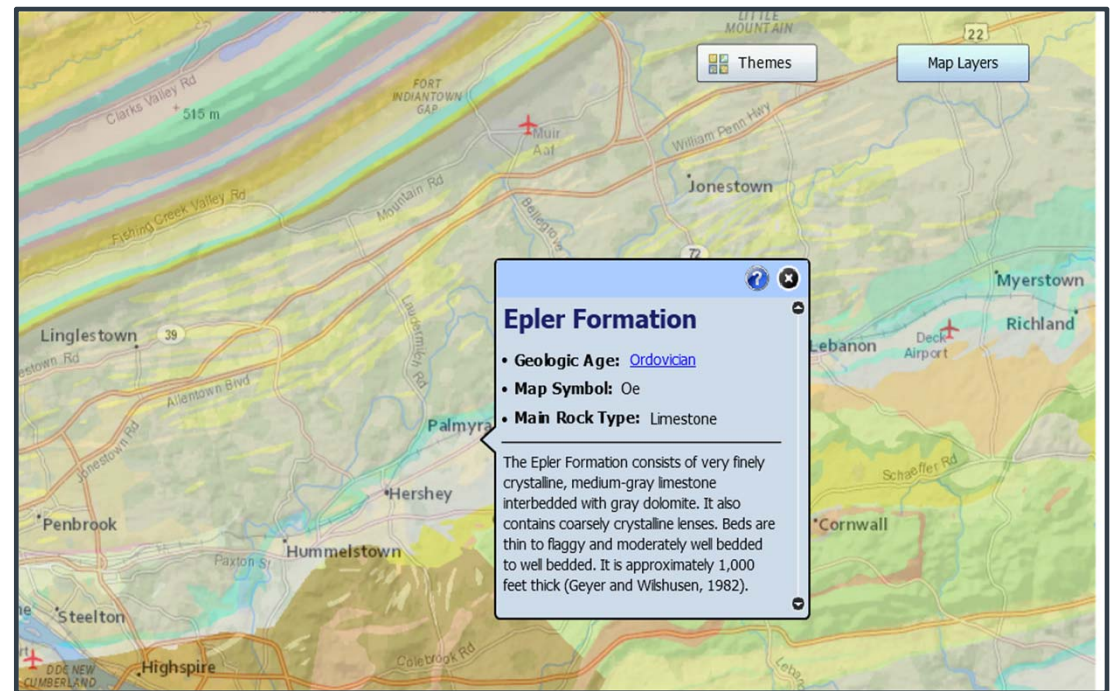 LITTLE
MOUNTAIN
22
Themes
Map Layers
Clarks Valley Rd
515 m
FORT
INDIANTOWN
GAP
Muir
Aaf
William Penn Hwy
Jonestown
Fishing Creek Valley Rd
Mountain Rd
72
Epler Formation
• Geologic Age: Ordovician
• Map Symbol: Oe
• Main Rock Type: Limestone
The Epler Formation consists of very finely
crystalline, medium-gray limestone
interbedded with gray dolomite. It also
contains coarsely crystalline lenses. Beds are
thin to flaggy and moderately well bedded
to well bedded. It is approximately 1,000
feet thick (Geyer and Wilshusen, 1982).
Myerstown
Richland
Deck
Airport
Lebanon
Linglestown
39
Allentown Blvd
Jonestown Rd
Palmyra
Schaeffer Rd
Hershey
Cornwall
Penbrook
Hummelstown
Paxton St
Steelton
Highspire
Colebrook Rd
NEW
CUMBERLAND